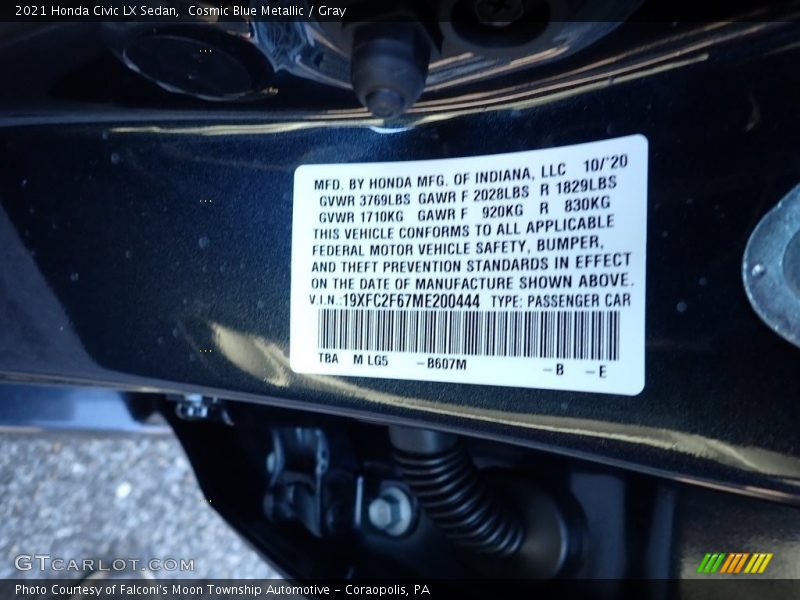 2021 Honda Civic LX Sedan, Cosmic Blue Metallic / Gray
MFD. BY HONDA MFG. OF INDIANA, LLC 10/'20
GVWR 3769LBS GAWR F 2028LBS R 1829LBS
GVWR 1710KG GAWR F 920KG R 830KG
THIS VEHICLE CONFORMS TO ALL APPLICABLE
FEDERAL MOTOR VEHICLE SAFETY, BUMPER,
AND THEFT PREVENTION STANDARDS IN EFFECT
ON THE DATE OF MANUFACTURE SHOWN ABOVE.
V.I.N.:19XFC2F67ME200444 TYPE: PASSENGER CAR
TBA M LG5 -B607M -B -E
GTCARLOT.COM
Photo Courtesy of Falconi's Moon Township Automotive - Coraopolis, PA